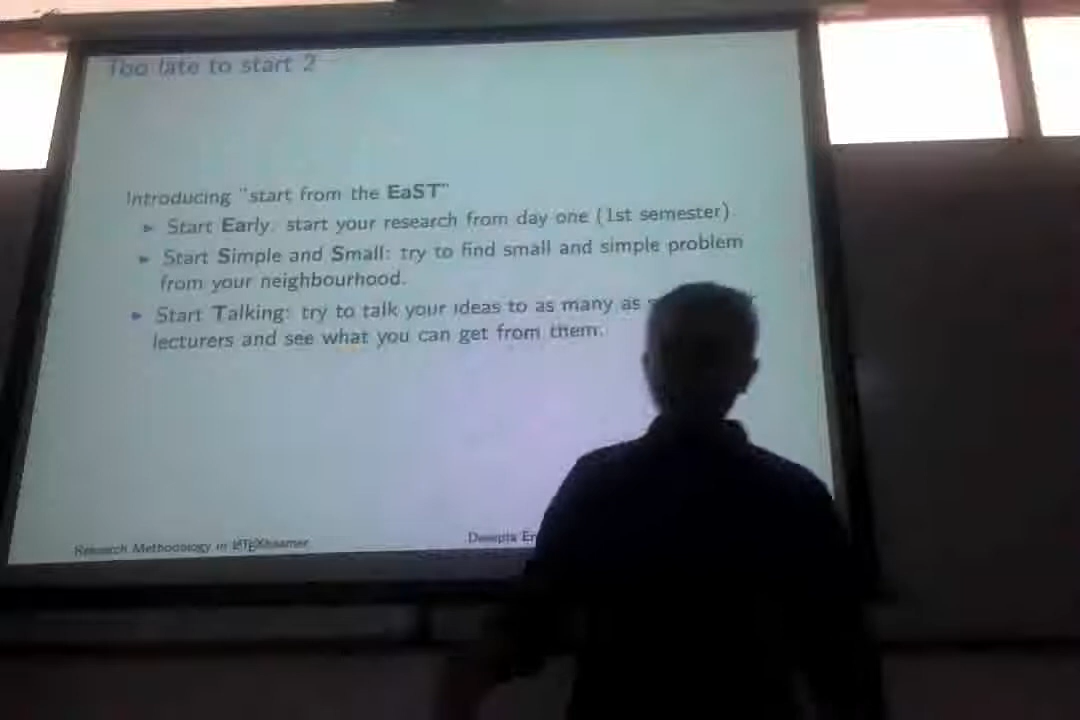 Too late to start 2
Introducing "start from the EaST"
► Start Early: start your research from day one (1st semester).
► Start Simple and Small: try to find small and simple problem
from your neighbourhood.
► Start Talking: try to talk your ideas to as many as
lecturers and see what you can get from them.
Research Methodology in LATEXbeamer